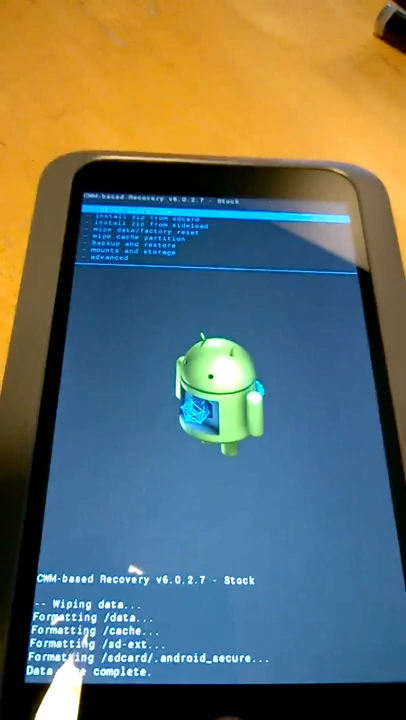 CWM-based Recovery v6.0.2.7 - Stock
- install zip from sdcard
- install zip from sideload
- wipe data/factory reset
- wipe cache partition
- backup and restore
- mounts and storage
- advanced
CWM-based Recovery v6.0.2.7 - Stock
-- Wiping data...
Formatting /data...
Formatting /cache...
Formatting /sd-ext...
Formatting /sdcard/.android_secure...
Data complete.